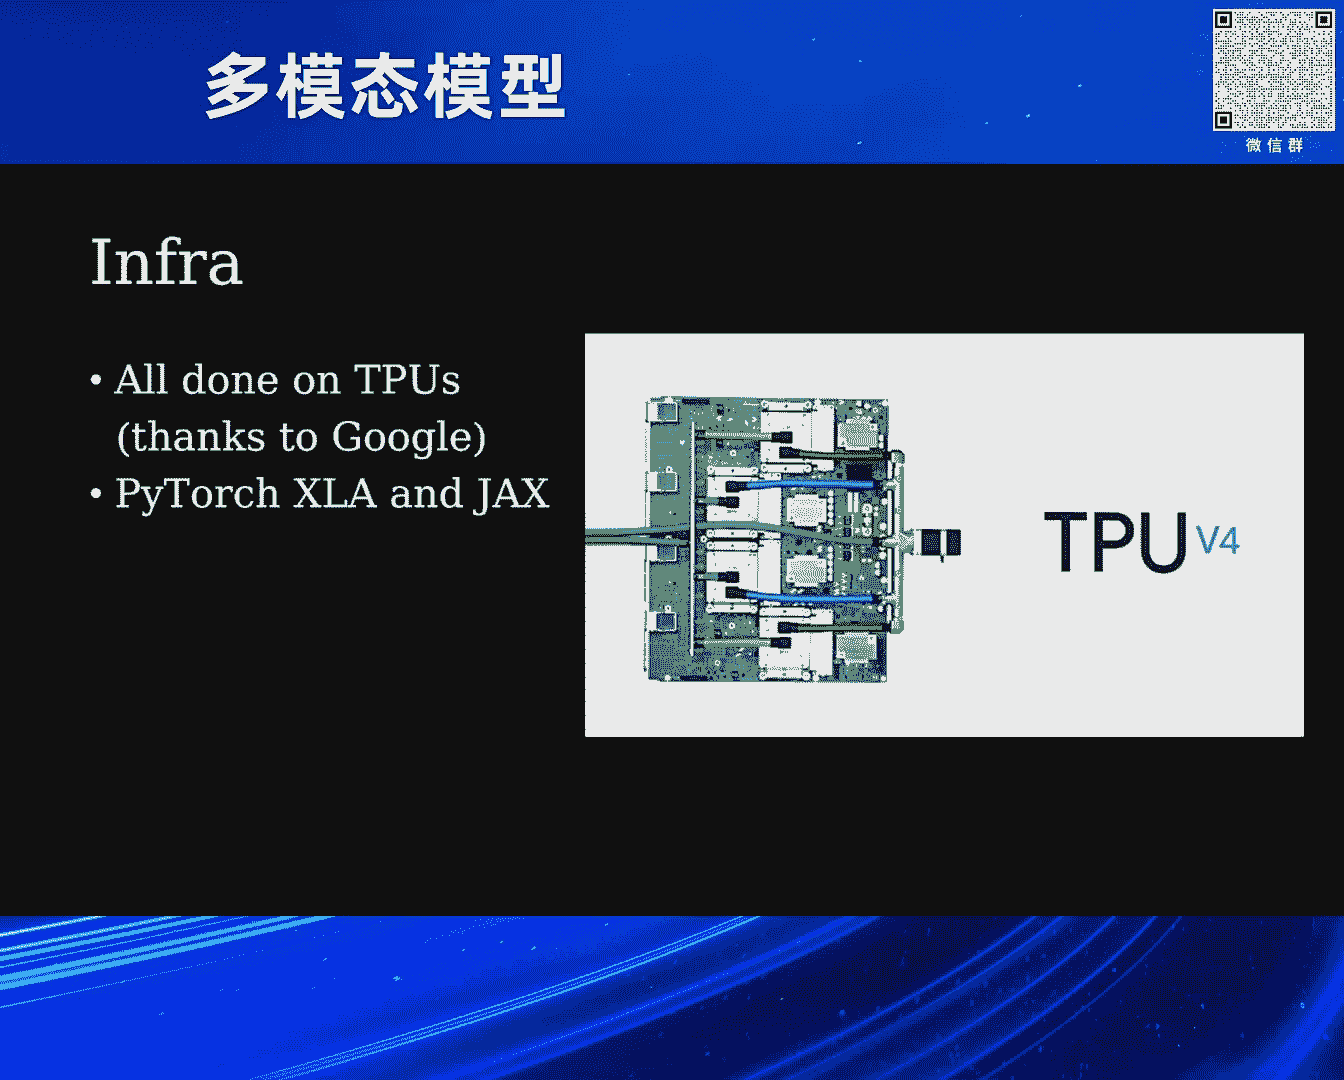 多模态模型
微信群
Infra
• All done on TPUs
(thanks to Google)
• PyTorch XLA and JAX
TPU V4